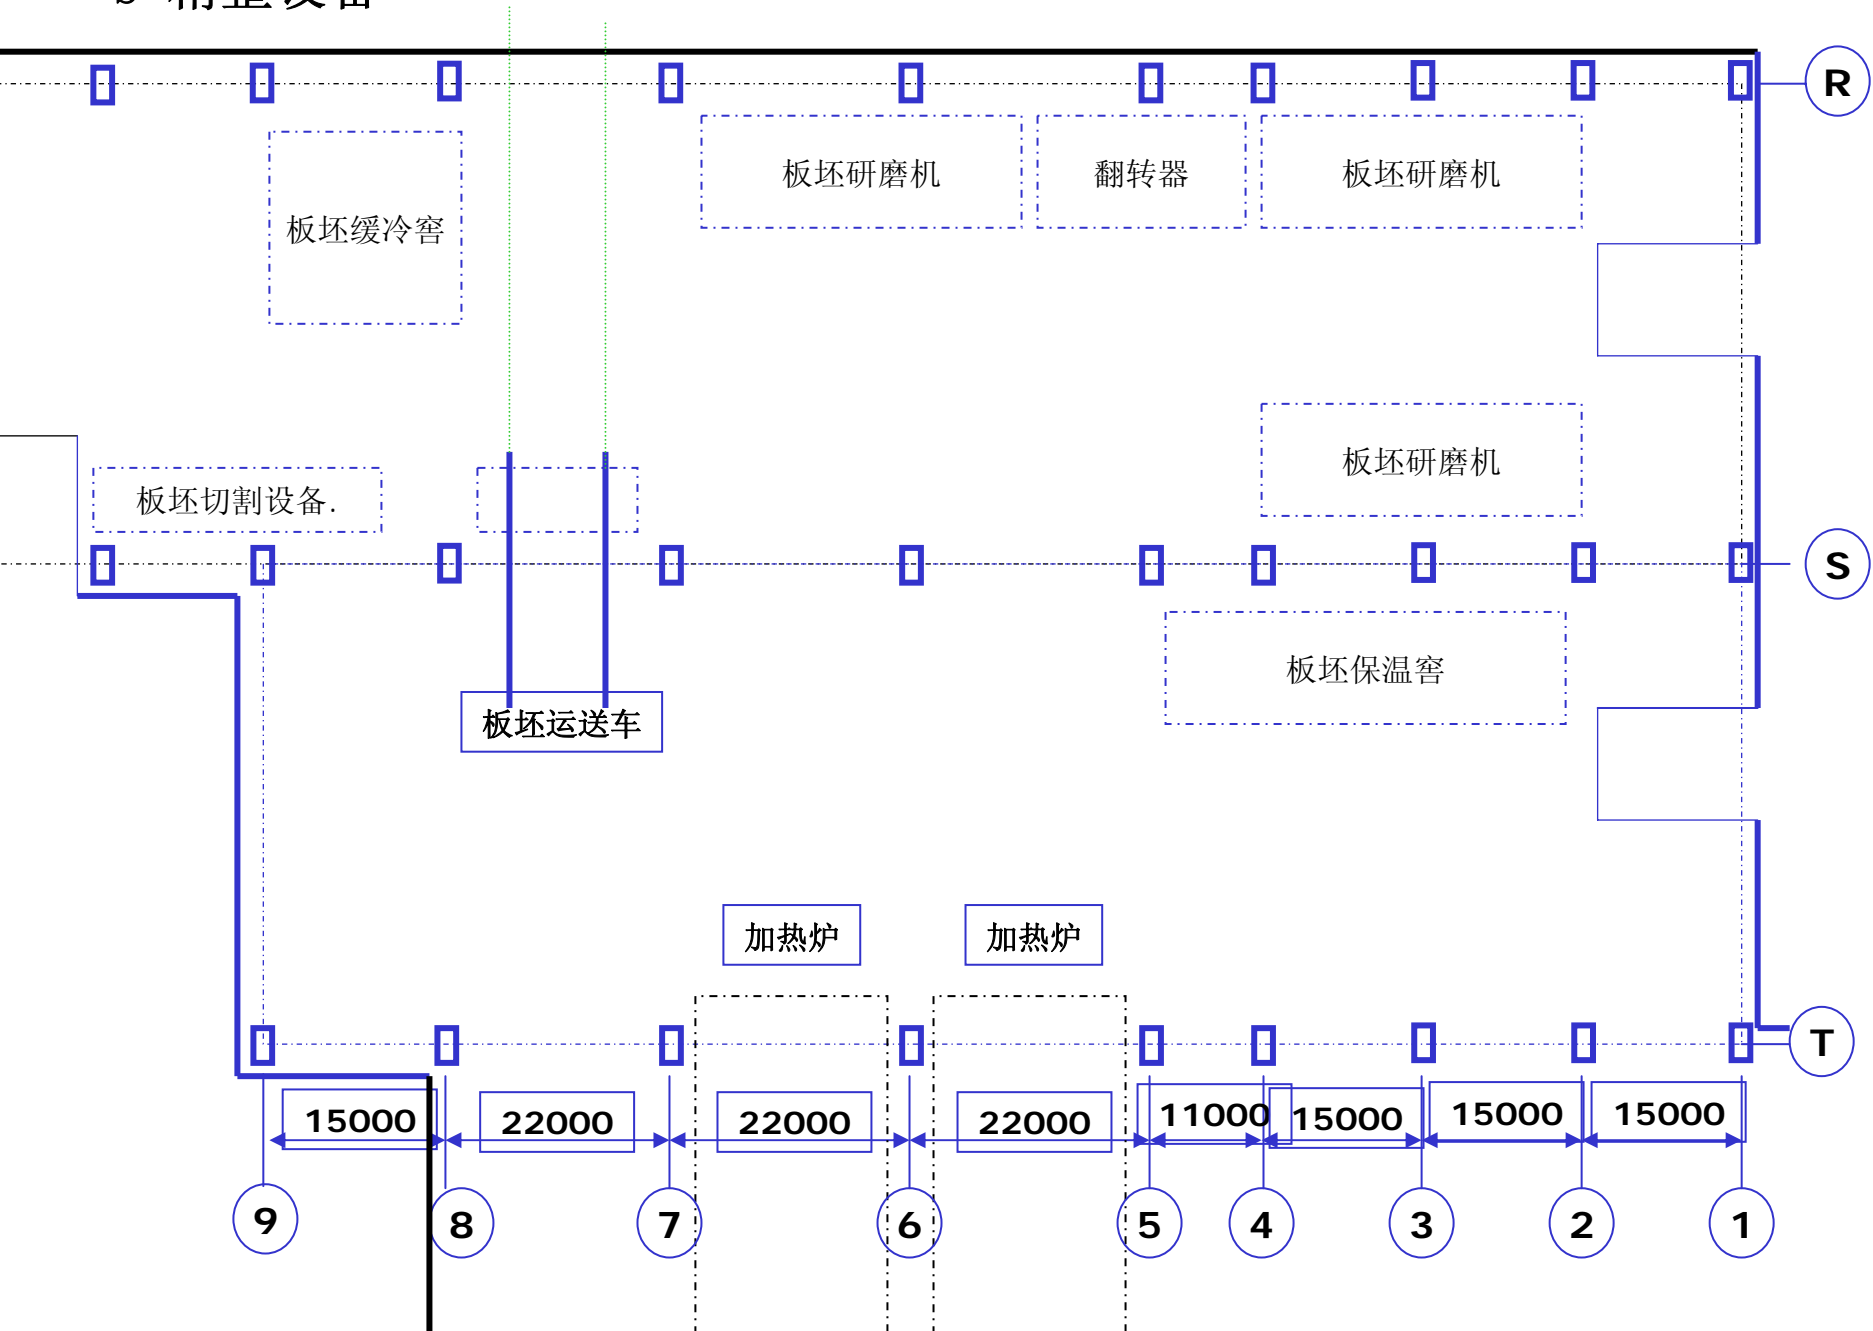 R
板坯研磨机 翻转器 板坯研磨机
板坯缓冷窑
板坯研磨机
板坯切割设备.
S
板坯保温窑
板坯运送车
加热炉 加热炉
T
15000 22000 22000 22000 11000 15000 15000 15000
9 8 7 6 5 4 3 2 1